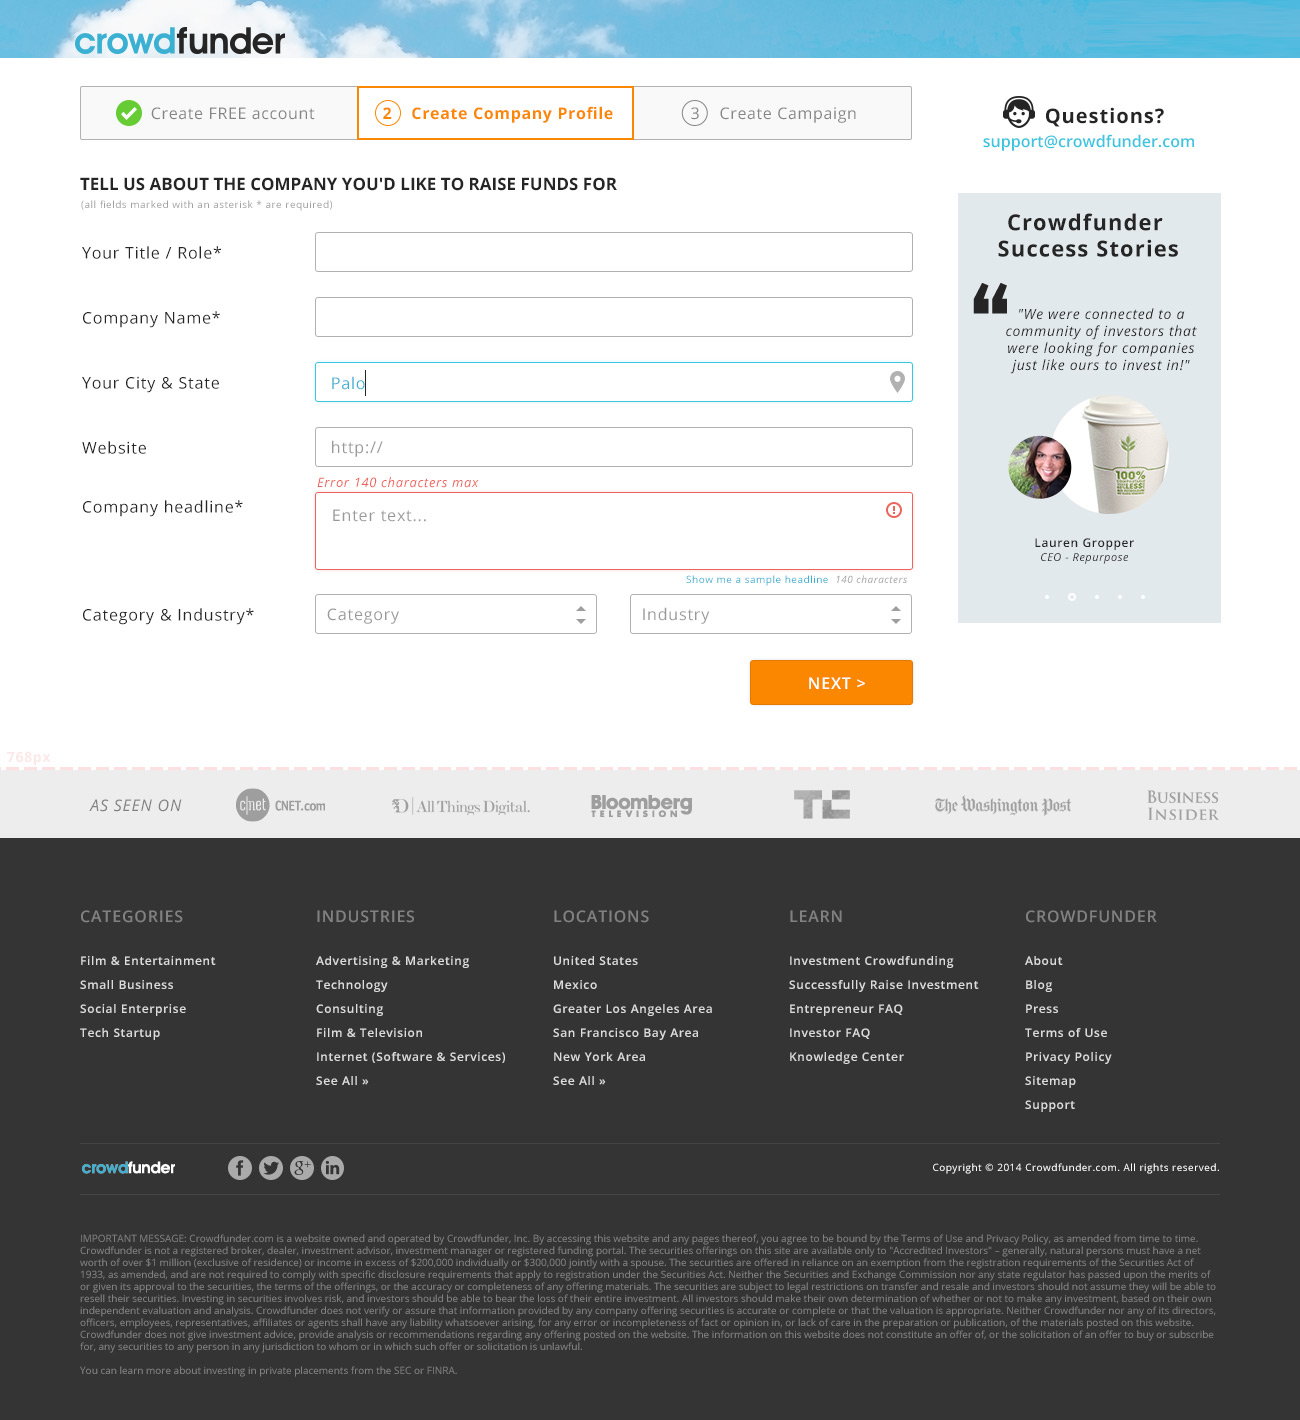 crowdfunder
Create FREE account
2 Create Company Profile
3 Create Campaign
Questions?
support@crowdfunder.com
TELL US ABOUT THE COMPANY YOU'D LIKE TO RAISE FUNDS FOR
(all fields marked with an asterisk * are required)
Your Title / Role*
Company Name*
Your City & State
Palo
Website
http://
Error 140 characters max
Company headline*
Enter text...
Show me a sample headline 140 characters
Category & Industry*
Category
Industry
NEXT >
Crowdfunder
Success Stories
"We were connected to a
community of investors that
were looking for companies
just like ours to invest in!"
100%
LESS!
Lauren Gropper
CEO - Repurpose
768px
AS SEEN ON
c|net CNET.com
D | All Things Digital.
Bloomberg
TELEVISION
TC
The Washington Post
BUSINESS
INSIDER
CATEGORIES
Film & Entertainment
Small Business
Social Enterprise
Tech Startup
INDUSTRIES
Advertising & Marketing
Technology
Consulting
Film & Television
Internet (Software & Services)
See All »
LOCATIONS
United States
Mexico
Greater Los Angeles Area
San Francisco Bay Area
New York Area
See All »
LEARN
Investment Crowdfunding
Successfully Raise Investment
Entrepreneur FAQ
Investor FAQ
Knowledge Center
CROWDFUNDER
About
Blog
Press
Terms of Use
Privacy Policy
Sitemap
Support
crowdfunder
f
g+
in
Copyright © 2014 Crowdfunder.com. All rights reserved.
IMPORTANT MESSAGE: Crowdfunder.com is a website owned and operated by Crowdfunder, Inc. By accessing this website and any pages thereof, you agree to be bound by the Terms of Use and Privacy Policy, as amended from time to time.
Crowdfunder is not a registered broker, dealer, investment advisor, investment manager or registered funding portal. The securities offerings on this site are available only to "Accredited Investors" – generally, natural persons must have a net
worth of over $1 million (exclusive of residence) or income in excess of $200,000 individually or $300,000 jointly with a spouse. The securities are offered in reliance on an exemption from the registration requirements of the Securities Act of
1933, as amended, and are not required to comply with specific disclosure requirements that apply to registration under the Securities Act. Neither the Securities and Exchange Commission nor any state regulator has passed upon the merits of
or given its approval to the securities, the terms of the offerings, or the accuracy or completeness of any offering materials. The securities are subject to legal restrictions on transfer and resale and investors should not assume they will be able to
resell their securities. Investing in securities involves risk, and investors should be able to bear the loss of their entire investment. All investors should make their own determination of whether or not to make any investment, based on their own
independent evaluation and analysis. Crowdfunder does not verify or assure that information provided by any company offering securities is accurate or complete or that the valuation is appropriate. Neither Crowdfunder nor any of its directors,
officers, employees, representatives, affiliates or agents shall have any liability whatsoever arising, for any error or incompleteness of fact or opinion in, or lack of care in the preparation or publication, of the materials posted on this website.
Crowdfunder does not give investment advice, provide analysis or recommendations regarding any offering posted on the website. The information on this website does not constitute an offer of, or the solicitation of an offer to buy or subscribe
for, any securities to any person in any jurisdiction to whom or in which such offer or solicitation is unlawful.
You can learn more about investing in private placements from the SEC or FINRA.